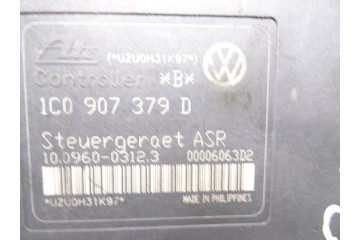 Ate (*UZU0H31K97*)
Controller *B*
1C0 907 379 D
Steuergeraet ASR
10.0960-0312.3 00006063D2
*UZU0H31K97* MADE IN PHILIPPINES